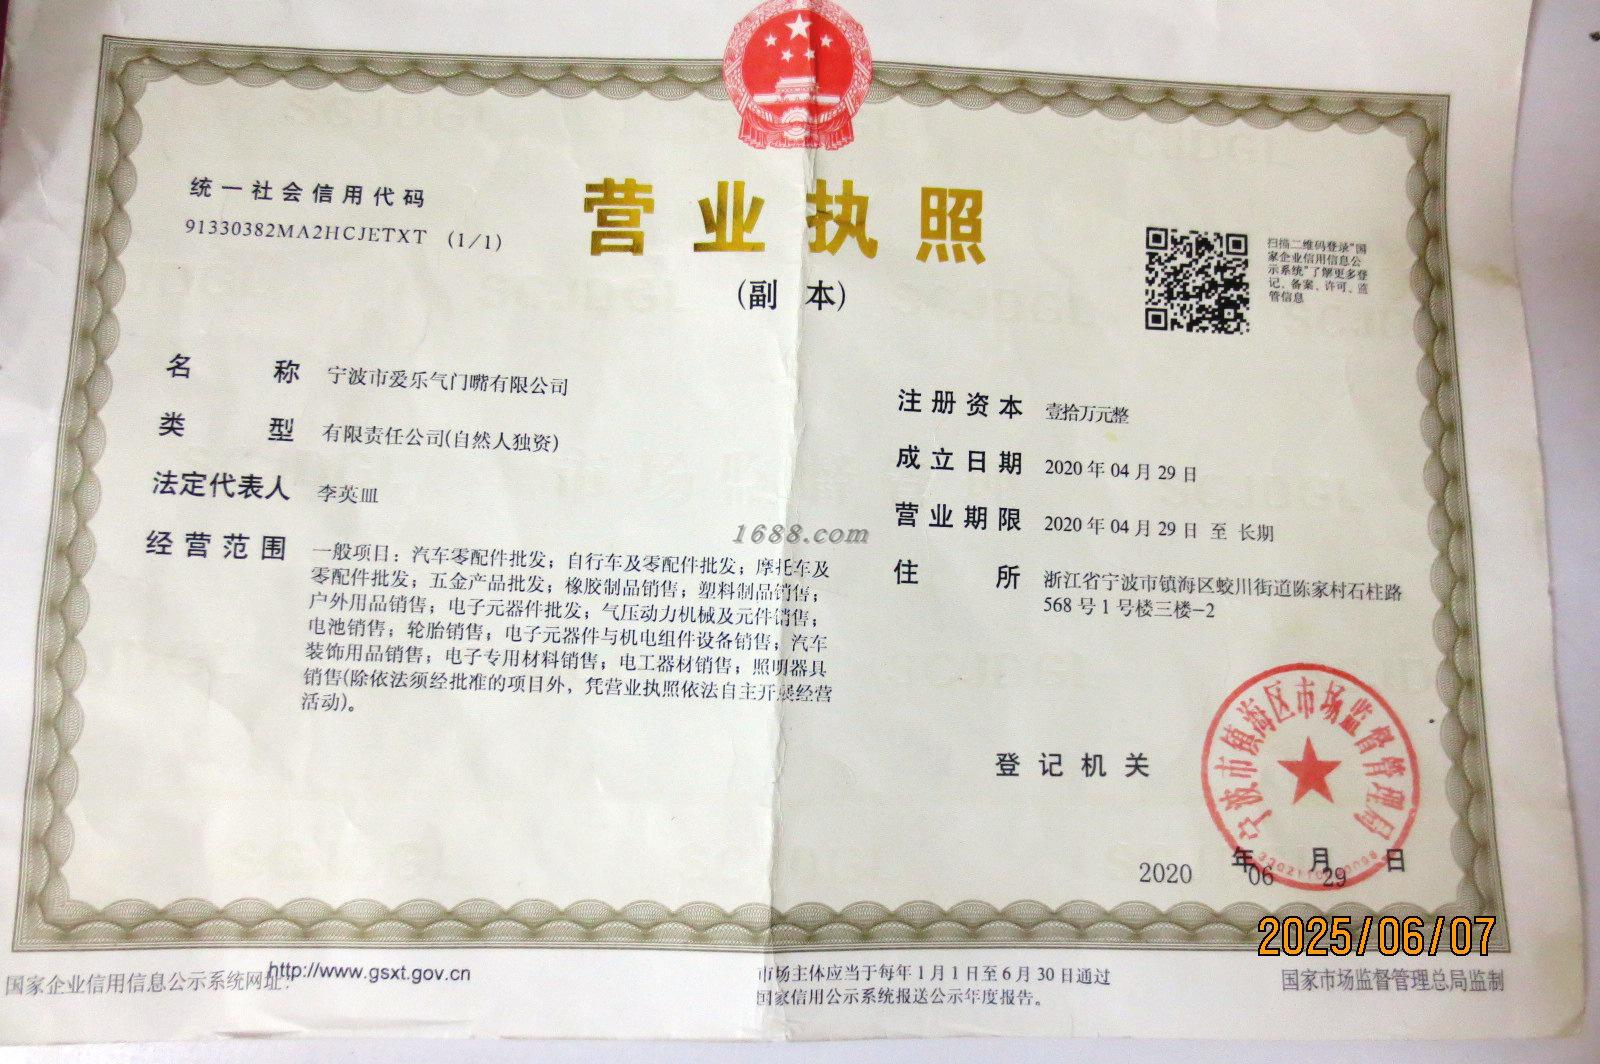 统一社会信用代码
91330382MA2HCJETXT (1/1)
营业执照
(副 本)
扫描二维码登录“国
家企业信用信息公
示系统”了解更多登
记、备案、许可、监
管信息
名 称 宁波市爱乐气门嘴有限公司
类 型 有限责任公司(自然人独资)
法定代表人 李英皿
经营范围 一般项目：汽车零配件批发；自行车及零配件批发；摩托车及
零配件批发；五金产品批发；橡胶制品销售；塑料制品销售；
户外用品销售；电子元器件批发；气压动力机械及元件销售；
电池销售；轮胎销售；电子元器件与机电组件设备销售；汽车
装饰用品销售；电子专用材料销售；电工器材销售；照明器具
销售(除依法须经批准的项目外，凭营业执照依法自主开展经营
活动)。
注册资本 壹拾万元整
成立日期 2020年04月29日
营业期限 2020年04月29日 至 长期
住 所 浙江省宁波市镇海区蛟川街道陈家村石柱路
568号1号楼三楼-2
1688.com
登记机关
宁波市镇海区市场监督管理局
2020 年 06 月 29 日
2025/06/07
国家企业信用信息公示系统网址：http://www.gsxt.gov.cn
市场主体应当于每年1月1日至6月30日通过
国家信用公示系统报送公示年度报告。
国家市场监督管理总局监制